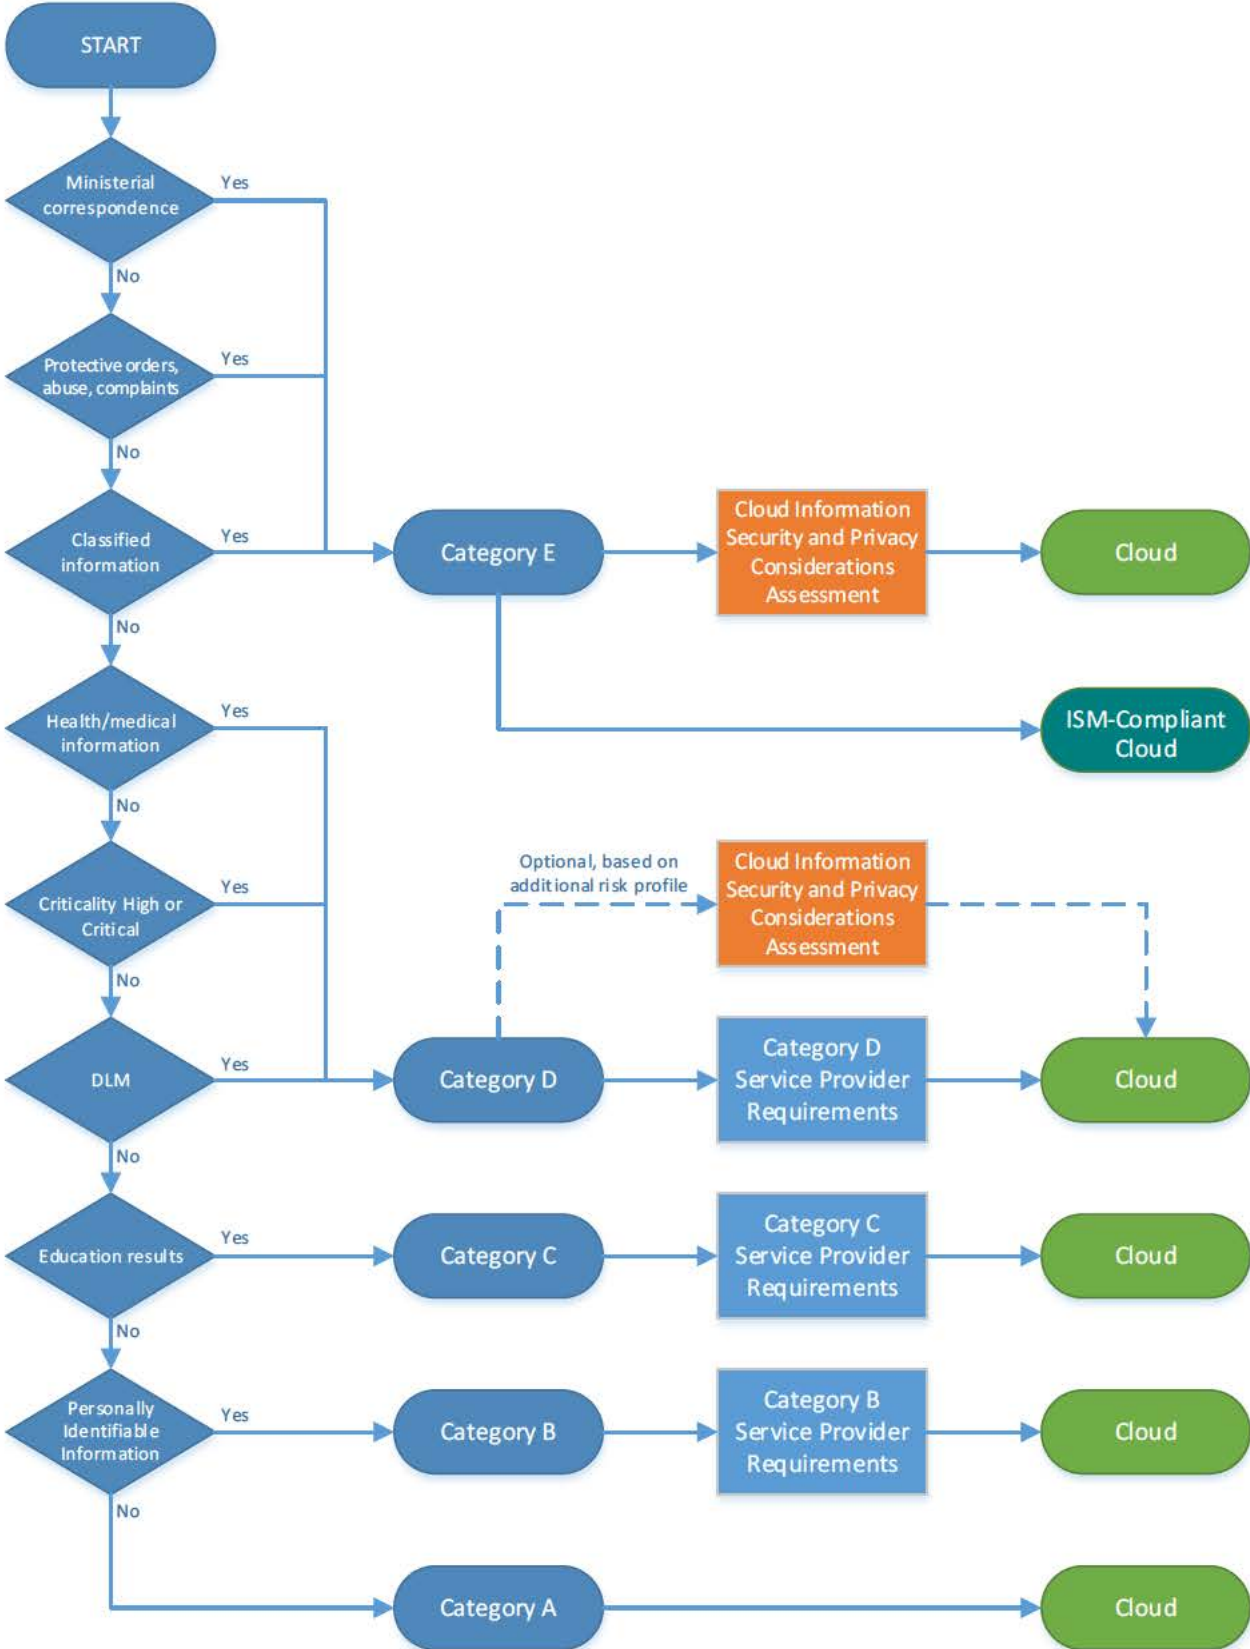 START
Ministerial
correspondence
Yes
No
Protective orders,
abuse, complaints
Yes
No
Classified
information
Yes
Category E
Cloud Information
Security and Privacy
Considerations
Assessment
Cloud
No
Health/medical
information
Yes
ISM-Compliant
Cloud
No
Criticality High or
Critical
Yes
Optional, based on
additional risk profile
Cloud Information
Security and Privacy
Considerations
Assessment
No
DLM
Yes
Category D
Category D
Service Provider
Requirements
Cloud
No
Education results
Yes
Category C
Category C
Service Provider
Requirements
Cloud
No
Personally
Identifiable
Information
Yes
Category B
Category B
Service Provider
Requirements
Cloud
No
Category A
Cloud